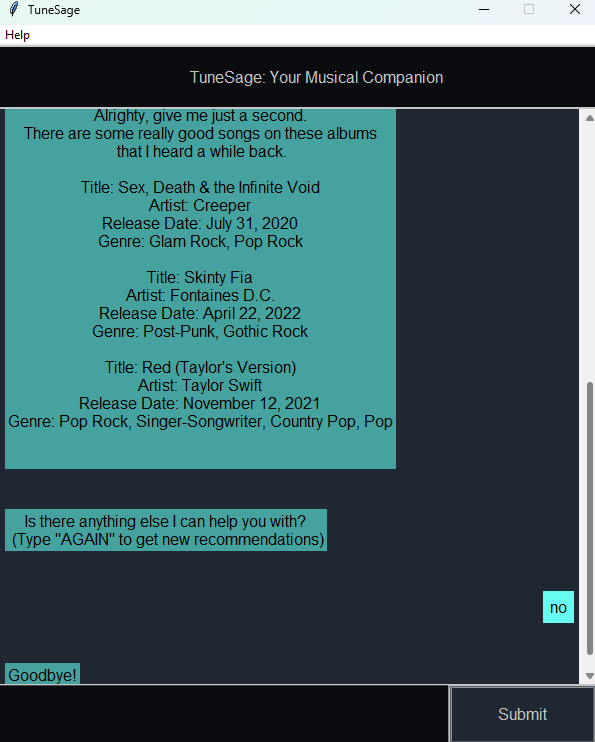 TuneSage
Help
TuneSage: Your Musical Companion
Alrighty, give me just a second.
There are some really good songs on these albums
that I heard a while back.
Title: Sex, Death & the Infinite Void
Artist: Creeper
Release Date: July 31, 2020
Genre: Glam Rock, Pop Rock
Title: Skinty Fia
Artist: Fontaines D.C.
Release Date: April 22, 2022
Genre: Post-Punk, Gothic Rock
Title: Red (Taylor's Version)
Artist: Taylor Swift
Release Date: November 12, 2021
Genre: Pop Rock, Singer-Songwriter, Country Pop, Pop
Is there anything else I can help you with?
(Type "AGAIN" to get new recommendations)
no
Goodbye!
Submit